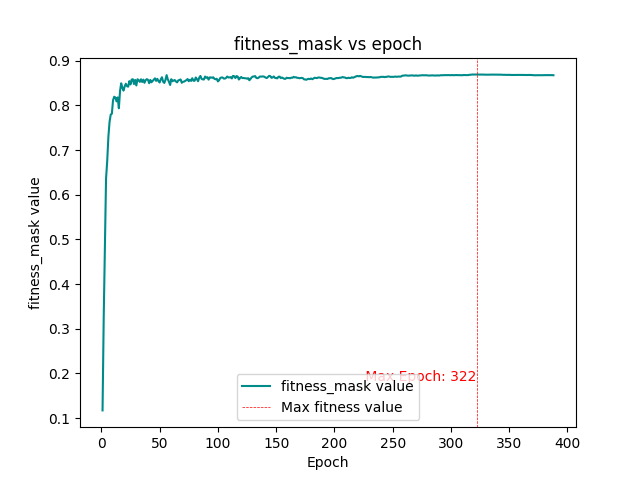 fitness_mask vs epoch
0.9
0.8
0.7
0.6
0.5
0.4
0.3
0.2
0.1
fitness_mask value
Max Epoch: 322
fitness_mask value
Max fitness value
0 50 100 150 200 250 300 350 400
Epoch